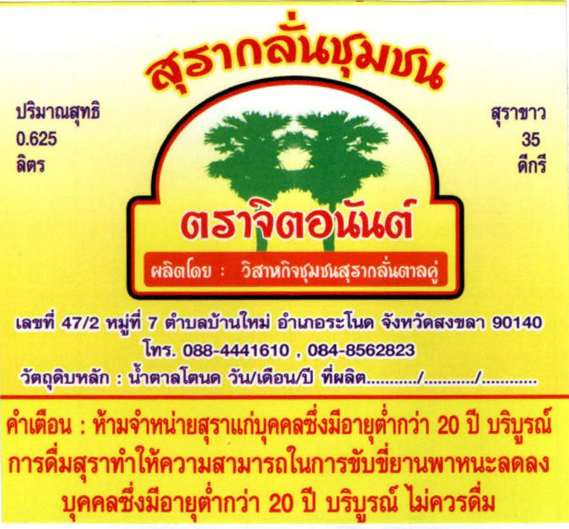 สุรากลั่นชุมชน
ปริมาณสุทธิ
0.625
ลิตร
สุราขาว
35
ดีกรี
ตราจิตอนันต์
ผลิตโดย : วิสาหกิจชุมชนสุรากลั่นตาลคู่
เลขที่ 47/2 หมู่ที่ 7 ตำบลบ้านใหม่ อำเภอระโนด จังหวัดสงขลา 90140
โทร. 088-4441610 , 084-8562823
วัตถุดิบหลัก : น้ำตาลโตนด วัน/เดือน/ปี ที่ผลิต.........../.........../............
คำเตือน : ห้ามจำหน่ายสุราแก่บุคคลซึ่งมีอายุต่ำกว่า 20 ปี บริบูรณ์
การดื่มสุราทำให้ความสามารถในการขับขี่ยานพาหนะลดลง
บุคคลซึ่งมีอายุต่ำกว่า 20 ปี บริบูรณ์ ไม่ควรดื่ม